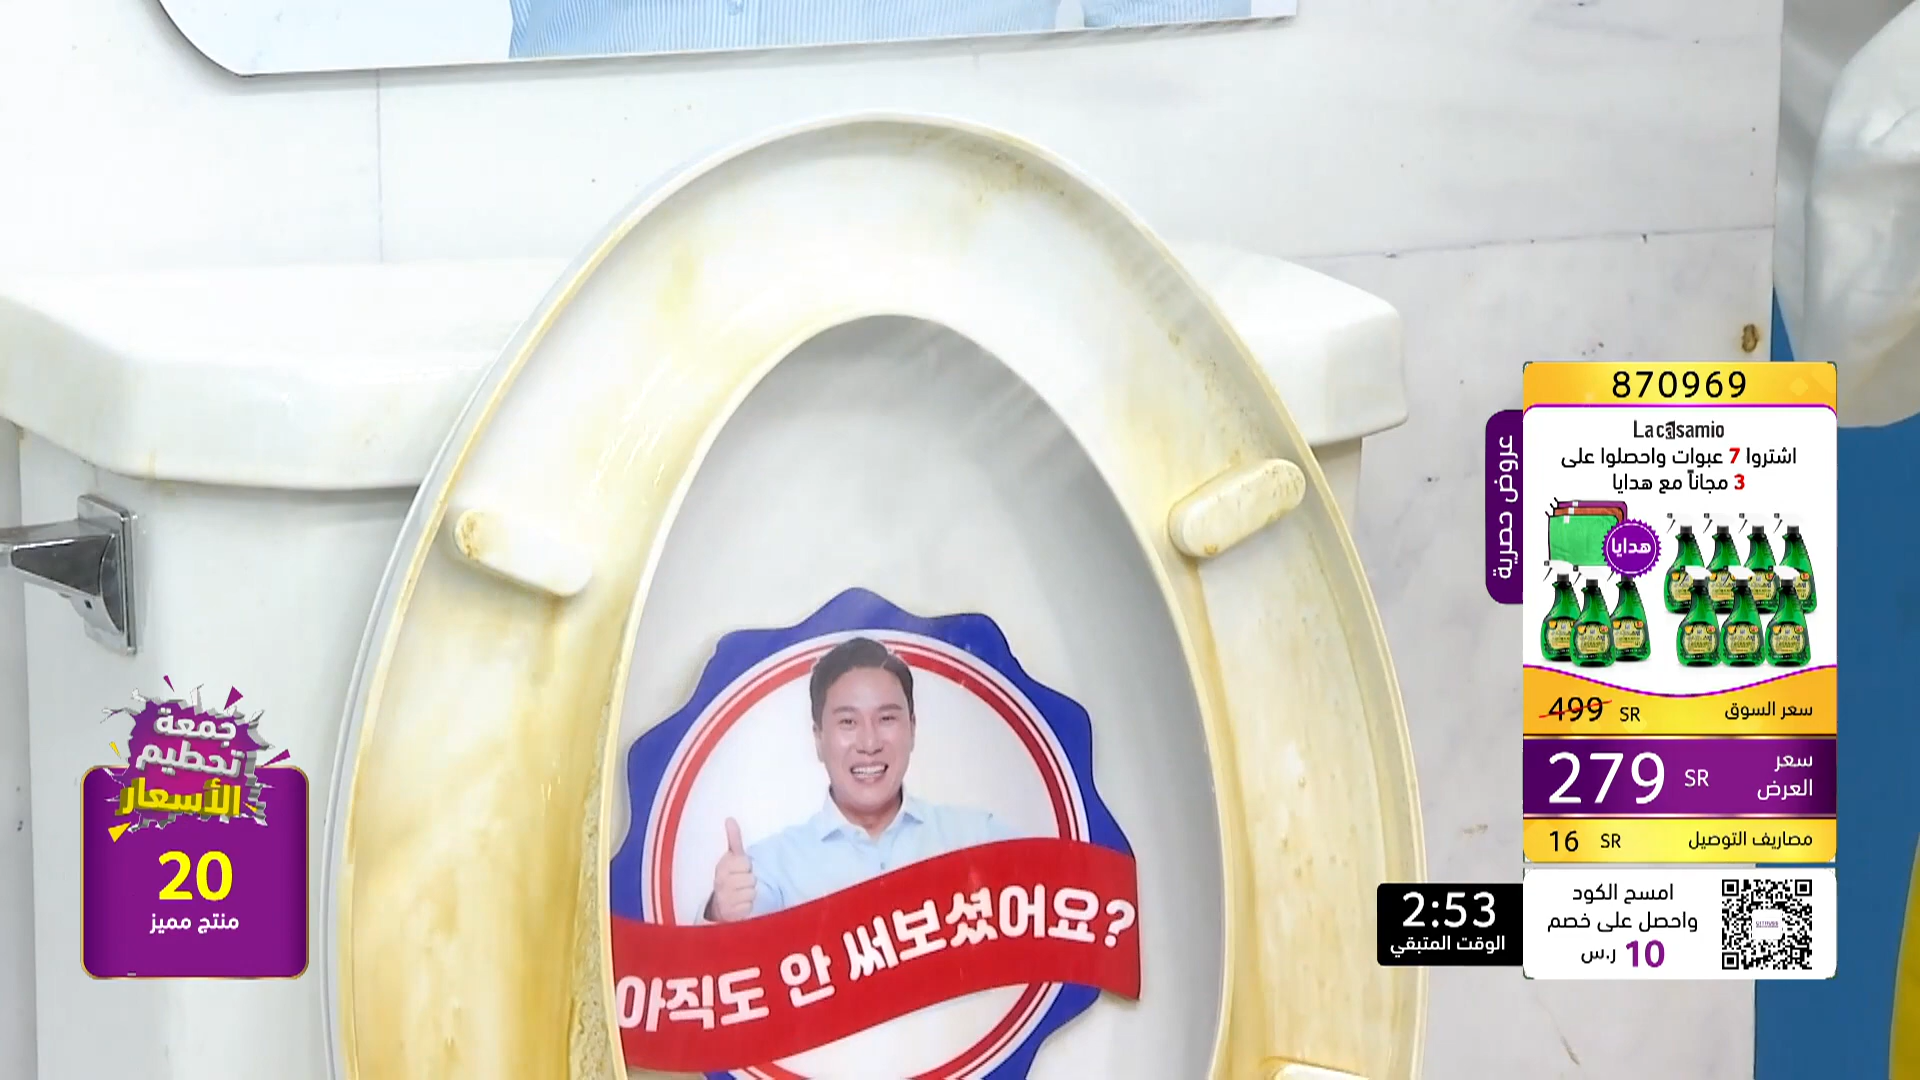 아직도 안 써보셨어요?
جمعة
تحطيم
الأسعار
20
منتج مميز
عروض حصرية
870969
Lacasamio
اشتروا 7 عبوات واحصلوا على
3 مجاناً مع هدايا
هدايا
سعر السوق 499 SR
سعر العرض 279 SR
مصاريف التوصيل 16 SR
2:53
الوقت المتبقي
امسح الكود
واحصل على خصم
10 ر.س